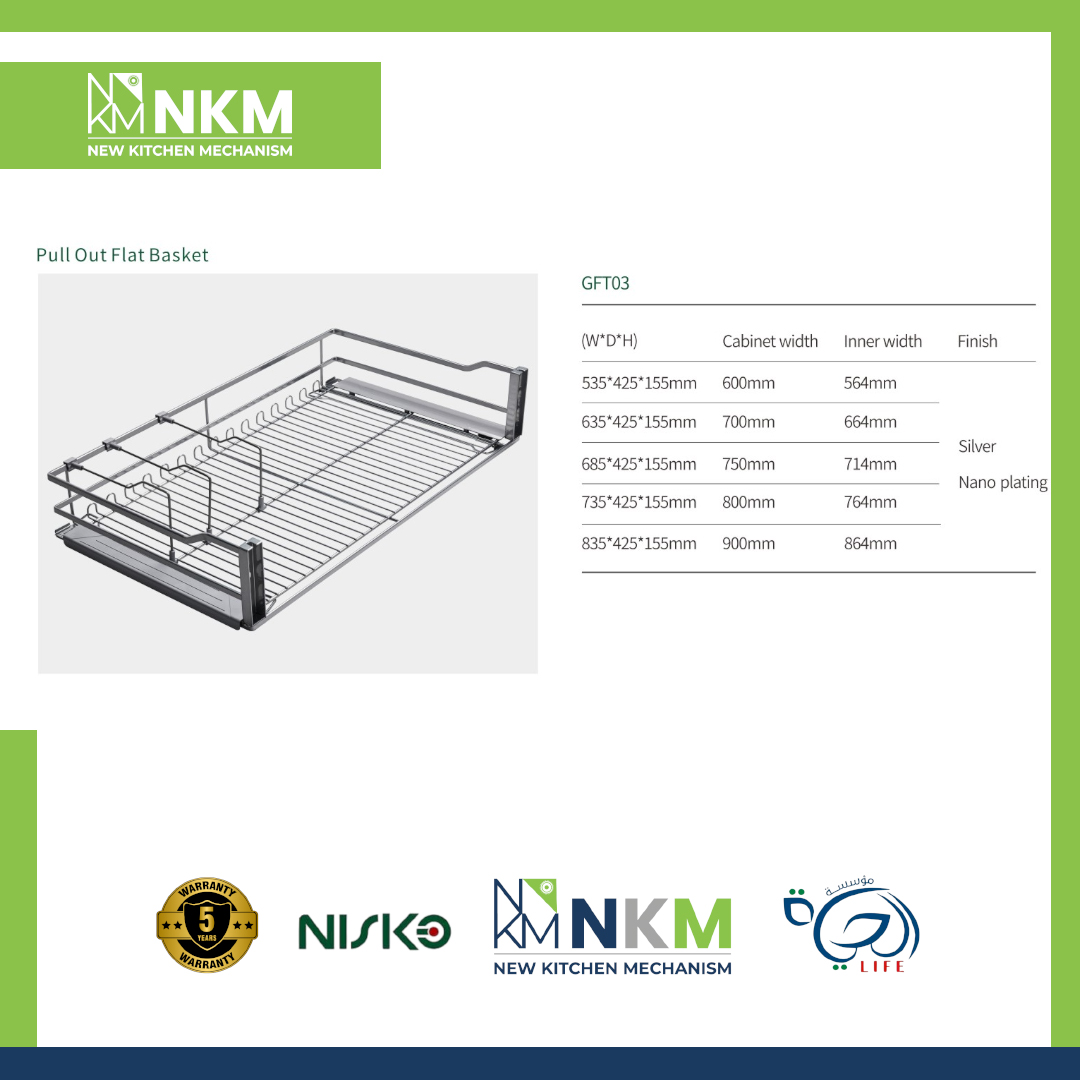 NKM
NEW KITCHEN MECHANISM
Pull Out Flat Basket
GFT03
(W*D*H) Cabinet width Inner width Finish
535*425*155mm 600mm 564mm
635*425*155mm 700mm 664mm
685*425*155mm 750mm 714mm
735*425*155mm 800mm 764mm
835*425*155mm 900mm 864mm
Silver
Nano plating
WARRANTY
5
YEARS
WARRANTY
NISKO
NKM
NEW KITCHEN MECHANISM
مؤسسة
LIFE